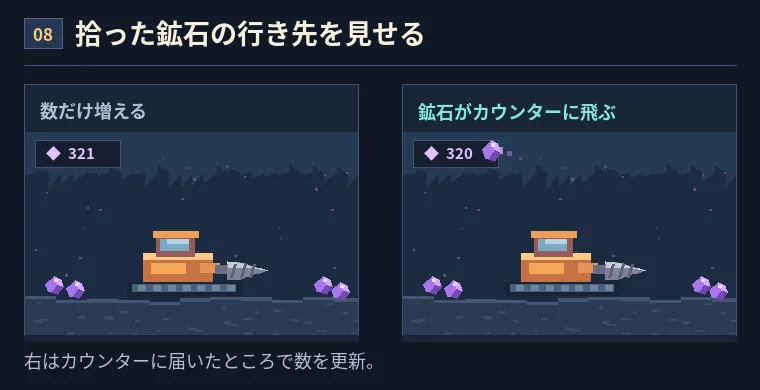 08 拾った鉱石の行き先を見せる
数だけ増える
321
鉱石がカウンターに飛ぶ
320
右はカウンターに届いたところで数を更新。